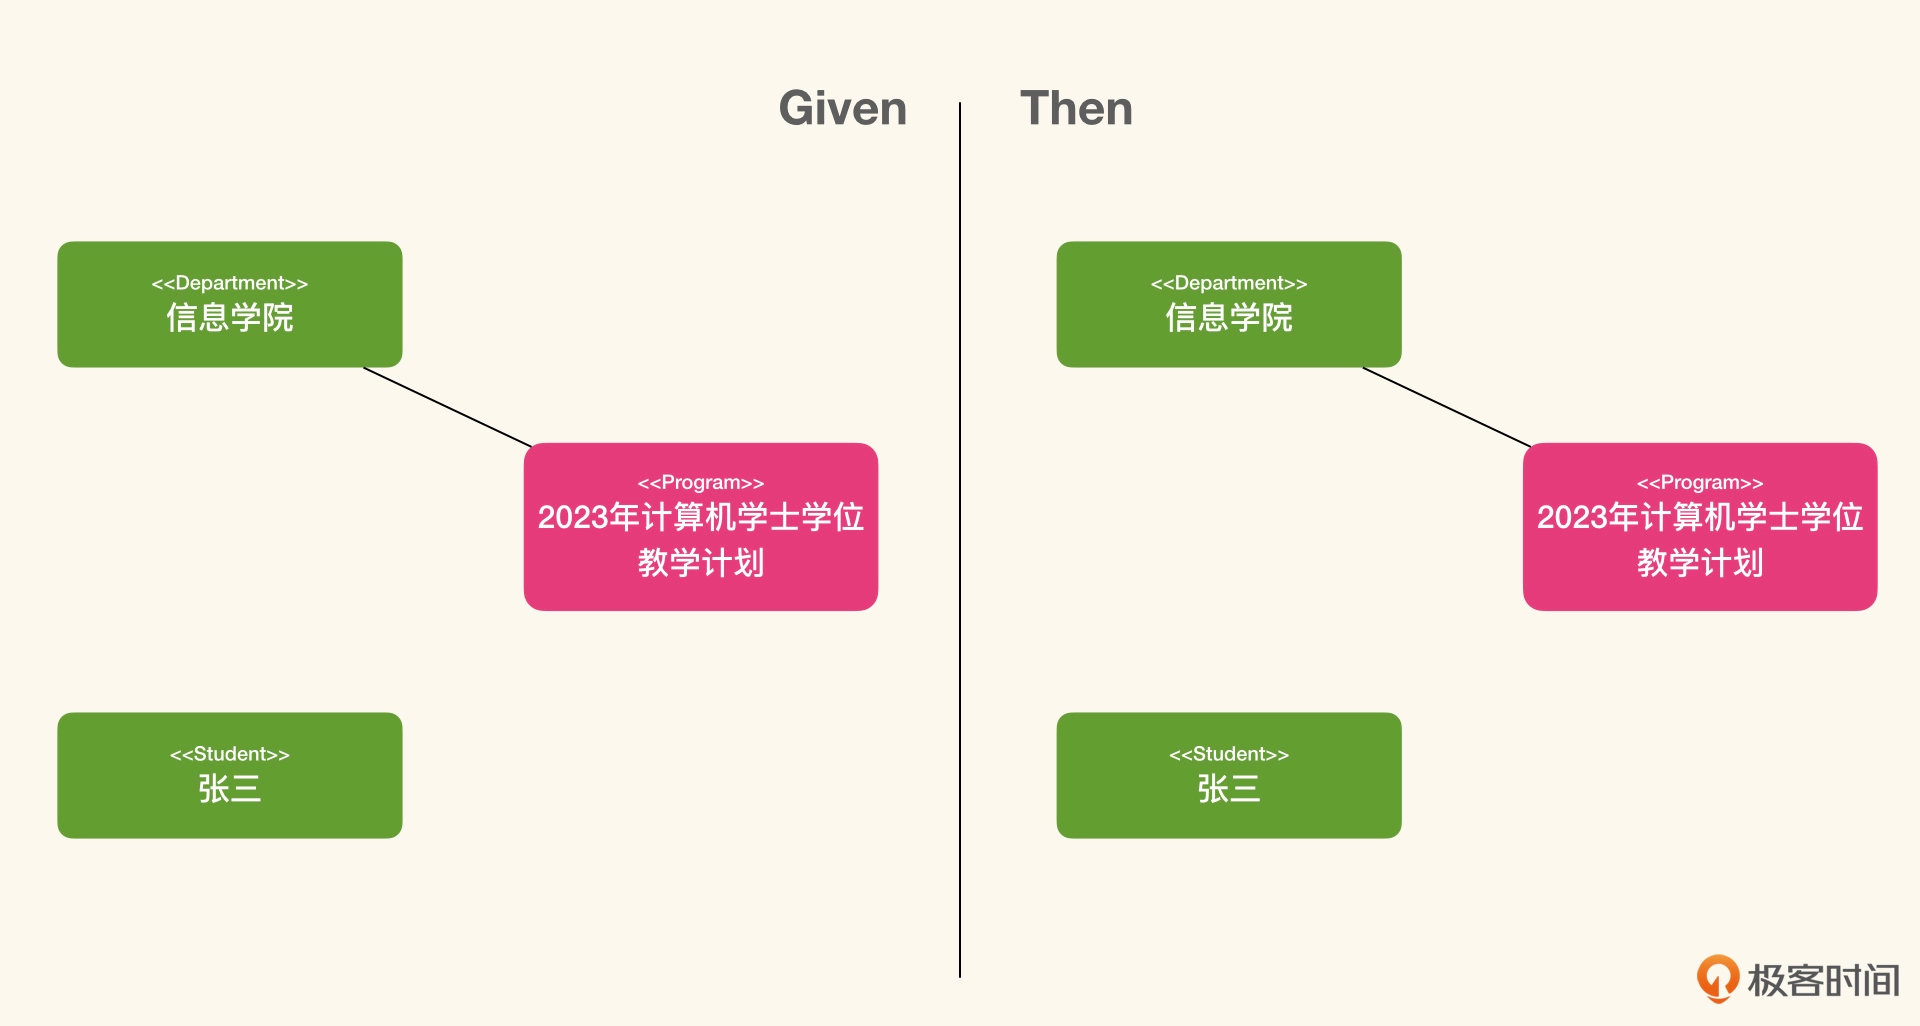 Given
Then
<<Department>>
信息学院
<<Program>>
2023年计算机学士学位
教学计划
<<Student>>
张三
<<Department>>
信息学院
<<Program>>
2023年计算机学士学位
教学计划
<<Student>>
张三
极客时间